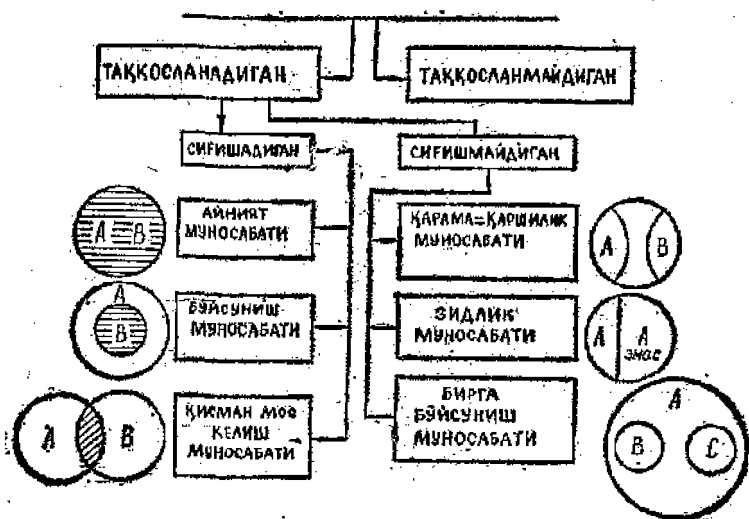 ТАҚҚОСЛАНАДИГАН
ТАҚҚОСЛАНМАЙДИГАН
СИҒИШАДИГАН
СИҒИШМАЙДИГАН
АЙНИЯТ
МУНОСАБАТИ
A≡B
ҚАРАМА=ҚАРШИЛИК
МУНОСАБАТИ
A B
БЎЙСУНИШ
МУНОСАБАТИ
A
B
ЗИДЛИК
МУНОСАБАТИ
A A
ЭМАС
ҚИСМАН МОС
КЕЛИШ
МУНОСАБАТИ
A B
БИРГА
БЎЙСУНИШ
МУНОСАБАТИ
A
B C